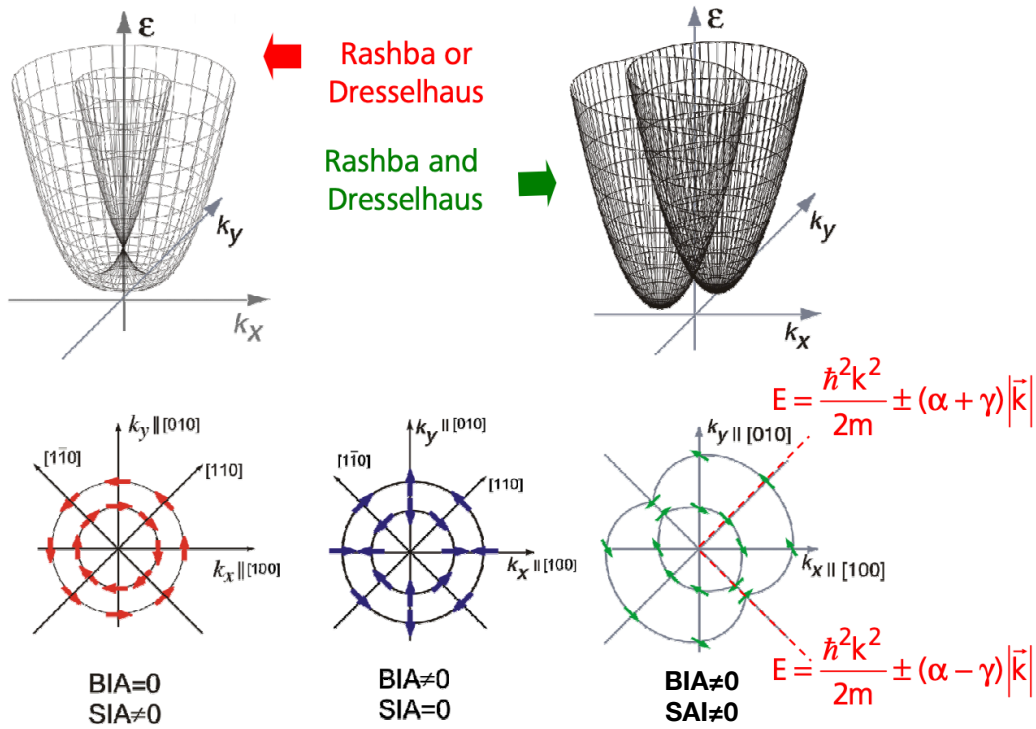 ε
Rashba or
Dresselhaus
Rashba and
Dresselhaus
k_y
k_x
ε
k_y
k_x
E = ħ²k²/2m ± (α + γ)|k⃗|
k_y ∥ [010]
[11̄0]
[110]
k_x ∥ [100]
BIA=0
SIA≠0
k_y ∥ [010]
[11̄0]
[110]
k_x ∥ [100]
BIA≠0
SIA=0
k_y ∥ [010]
k_x ∥ [100]
BIA≠0
SAI≠0
E = ħ²k²/2m ± (α − γ)|k⃗|